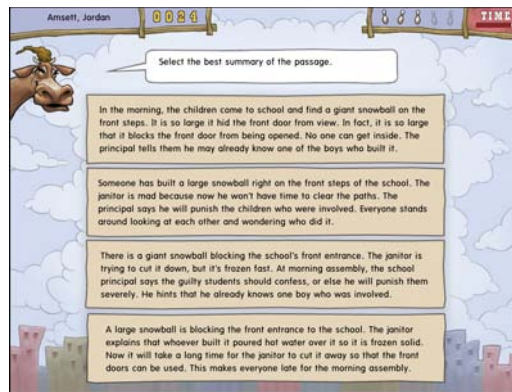 Amsett, Jordan
0024
TIME
Select the best summary of the passage.
In the morning, the children come to school and find a giant snowball on the
front steps. It is so large it hid the front door from view. In fact, it is so large
that it blocks the front door from being opened. No one can get inside. The
principal tells them he may already know one of the boys who built it.
Someone has built a large snowball right on the front steps of the school. The
janitor is mad because now he won't have time to clear the paths. The
principal says he will punish the children who were involved. Everyone stands
around looking at each other and wondering who did it.
There is a giant snowball blocking the school's front entrance. The janitor is
trying to cut it down, but it's frozen fast. At morning assembly, the school
principal says the guilty students should confess, or else he will punish them
severely. He hints that he already knows one boy who was involved.
A large snowball is blocking the front entrance to the school. The janitor
explains that whoever built it poured hot water over it so it is frozen solid.
Now it will take a long time for the janitor to cut it away so that the front
doors can be used. This makes everyone late for the morning assembly.